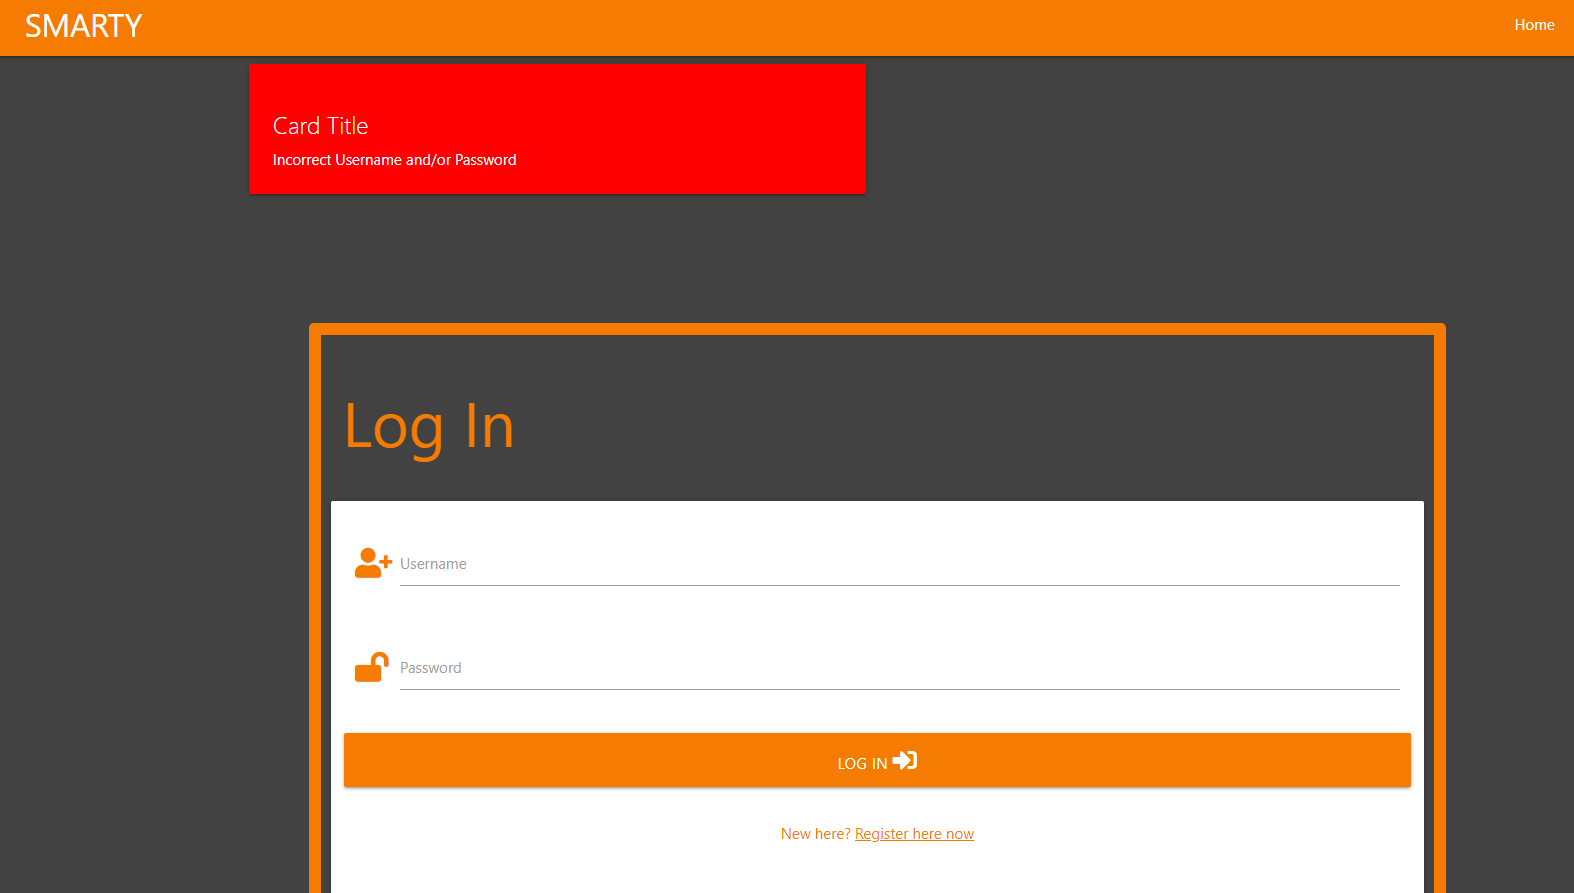 SMARTY
Home
Card Title
Incorrect Username and/or Password
Log In
Username
Password
LOG IN
New here? Register here now